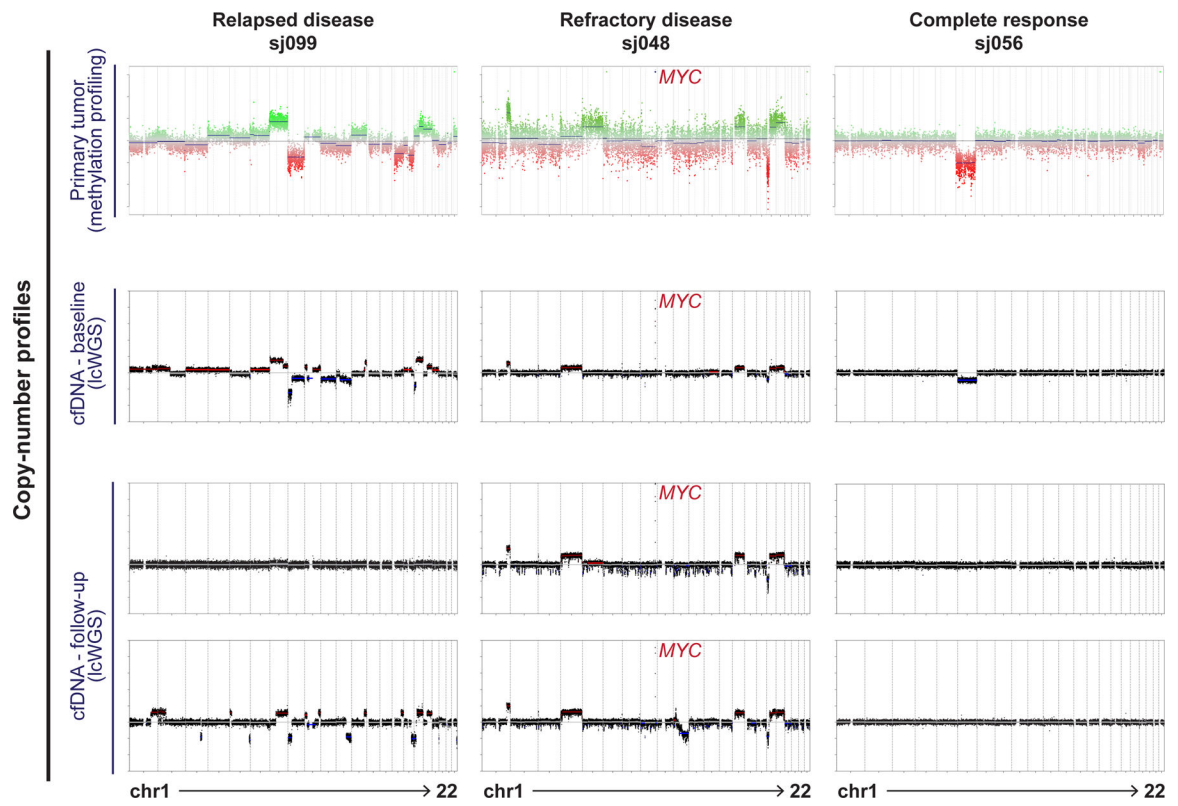 Relapsed disease
sj099
Refractory disease
sj048
Complete response
sj056
Copy-number profiles
Primary tumor
(methylation profiling)
MYC
cfDNA - baseline
(lcWGS)
MYC
cfDNA - follow-up
(lcWGS)
MYC
MYC
chr1 22
chr1 22
chr1 22